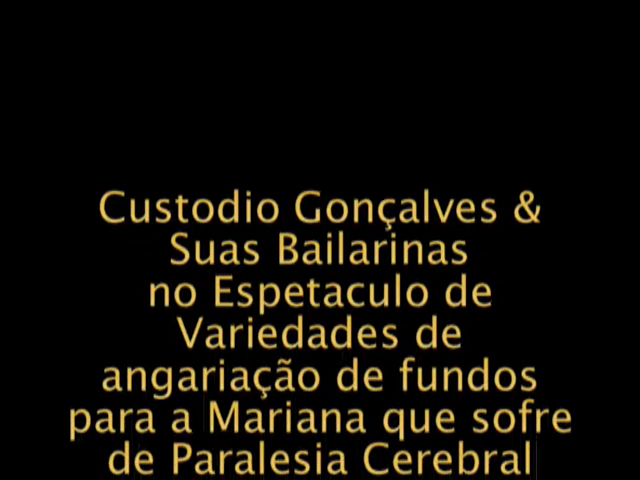 Custodio Gonçalves &
Suas Bailarinas
no Espetaculo de
Variedades de
angariação de fundos
para a Mariana que sofre
de Paralesia Cerebral